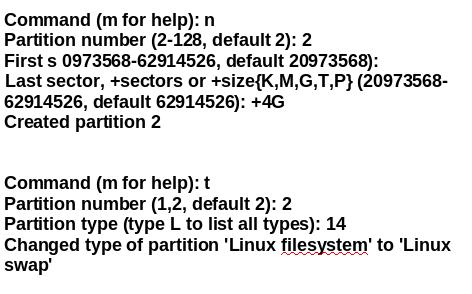 Command (m for help): n
Partition number (2-128, default 2): 2
First s 0973568-62914526, default 20973568):
Last sector, +sectors or +size{K,M,G,T,P} (20973568-
62914526, default 62914526): +4G
Created partition 2
Command (m for help): t
Partition number (1,2, default 2): 2
Partition type (type L to list all types): 14
Changed type of partition 'Linux filesystem' to 'Linux
swap'